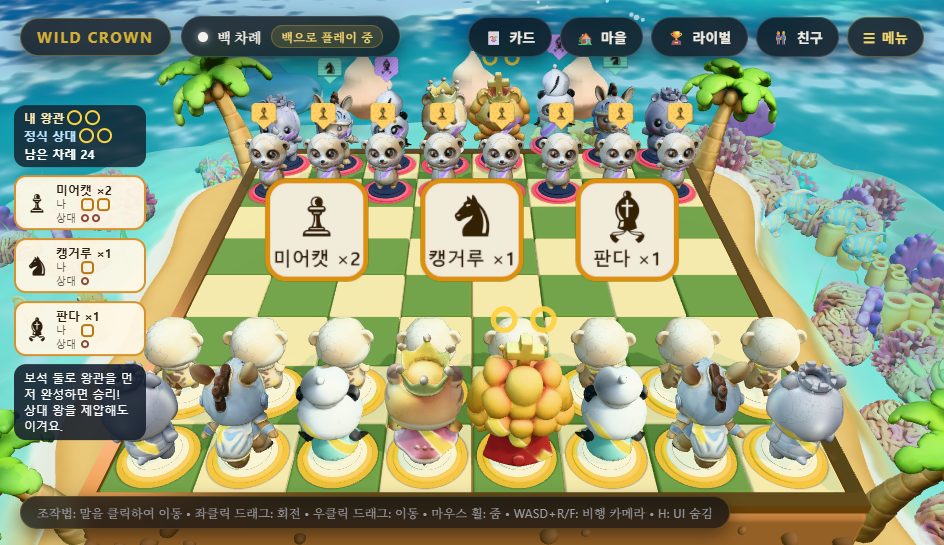 WILD CROWN
백 차례
백으로 플레이 중
카드
마을
라이벌
친구
☰ 메뉴
내 왕관
정식 상대
남은 차례 24
미어캣 ×2
나
상대
캥거루 ×1
나
상대
판다 ×1
나
상대
미어캣 ×2
캥거루 ×1
판다 ×1
보석 둘로 왕관을 먼
저 완성하면 승리!
상대 왕을 제압해도
이겨요.
조작법: 말을 클릭하여 이동 • 좌클릭 드래그: 회전 • 우클릭 드래그: 이동 • 마우스 휠: 줌 • WASD+R/F: 비행 카메라 • H: UI 숨김